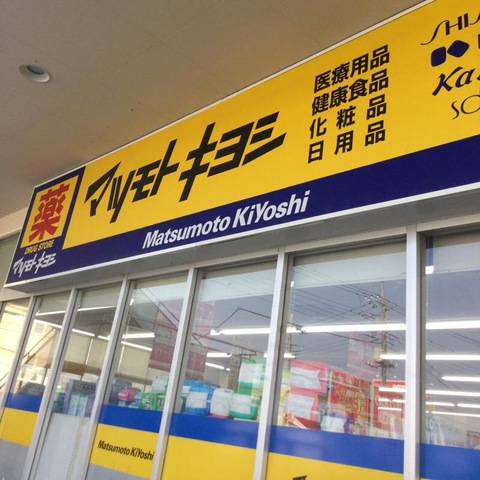 薬
DRUG STORE
マツモトキヨシ
マツモトキヨシ
Matsumoto KiYoshi
医療用品
健康食品
化粧品
日用品
Matsumoto KiYoshi